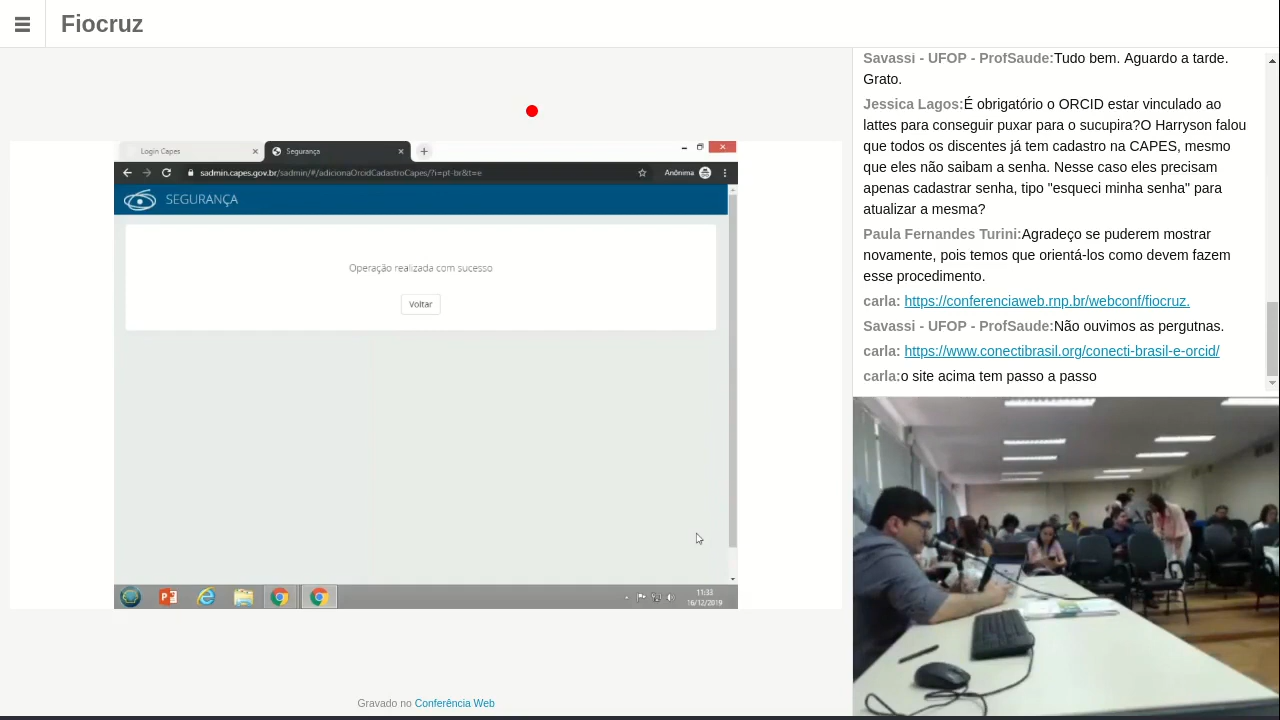 Fiocruz
Login Capes
Segurança
sadmin.capes.gov.br/sadmin/#/adicionaOrcidCadastroCapes/?i=pt-br&t=e
Anônima
SEGURANÇA
Operação realizada com sucesso
Voltar
11:33
16/12/2019
Gravado no Conferência Web
Savassi - UFOP - ProfSaude:Tudo bem. Aguardo a tarde.
Grato.
Jessica Lagos:É obrigatório o ORCID estar vinculado ao
lattes para conseguir puxar para o sucupira?O Harryson falou
que todos os discentes já tem cadastro na CAPES, mesmo
que eles não saibam a senha. Nesse caso eles precisam
apenas cadastrar senha, tipo "esqueci minha senha" para
atualizar a mesma?
Paula Fernandes Turini:Agradeço se puderem mostrar
novamente, pois temos que orientá-los como devem fazem
esse procedimento.
carla: https://conferenciaweb.rnp.br/webconf/fiocruz.
Savassi - UFOP - ProfSaude:Não ouvimos as pergutnas.
carla: https://www.conectibrasil.org/conecti-brasil-e-orcid/
carla:o site acima tem passo a passo